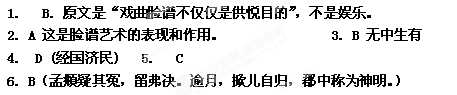 1.   B. 原文是“戏曲脸谱不仅仅是供悦目的”，不是娱乐。
2. A 这是脸谱艺术的表现和作用。 3. B 无中生有
4.  D (经国济民)  5.  C
6. B（孟頫疑其冤，留弗决。逾月，掀儿自归，郡中称为神明。）